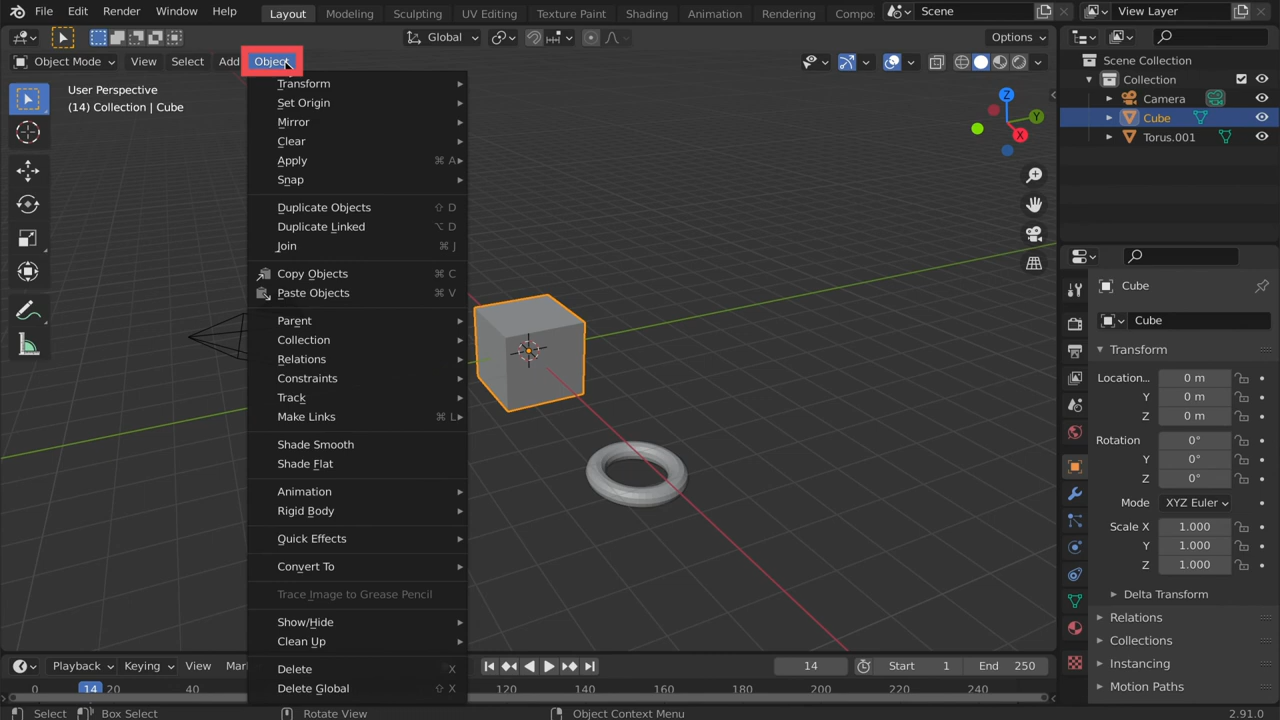 File Edit Render Window Help Layout Modeling Sculpting UV Editing Texture Paint Shading Animation Rendering Compo Scene View Layer
Global Options
Object Mode View Select Add Object
User Perspective
(14) Collection | Cube
Transform
Set Origin
Mirror
Clear
Apply ⌘ A
Snap
Duplicate Objects ⇧ D
Duplicate Linked ⌥ D
Join ⌘ J
Copy Objects ⌘ C
Paste Objects ⌘ V
Parent
Collection
Relations
Constraints
Track
Make Links ⌘ L
Shade Smooth
Shade Flat
Animation
Rigid Body
Quick Effects
Convert To
Trace Image to Grease Pencil
Show/Hide
Clean Up
Delete X
Delete Global ⇧ X
Z
Y
X
Scene Collection
Collection
Camera
Cube
Torus.001
Cube
Cube
Transform
Location... 0 m
Y 0 m
Z 0 m
Rotation 0°
Y 0°
Z 0°
Mode XYZ Euler
Scale X 1.000
Y 1.000
Z 1.000
Delta Transform
Relations
Collections
Instancing
Motion Paths
Playback Keying View Mar 14 Start 1 End 250
0 14 20 40 120 140 160 180 200 220 240
Select Box Select Rotate View Object Context Menu 2.91.0